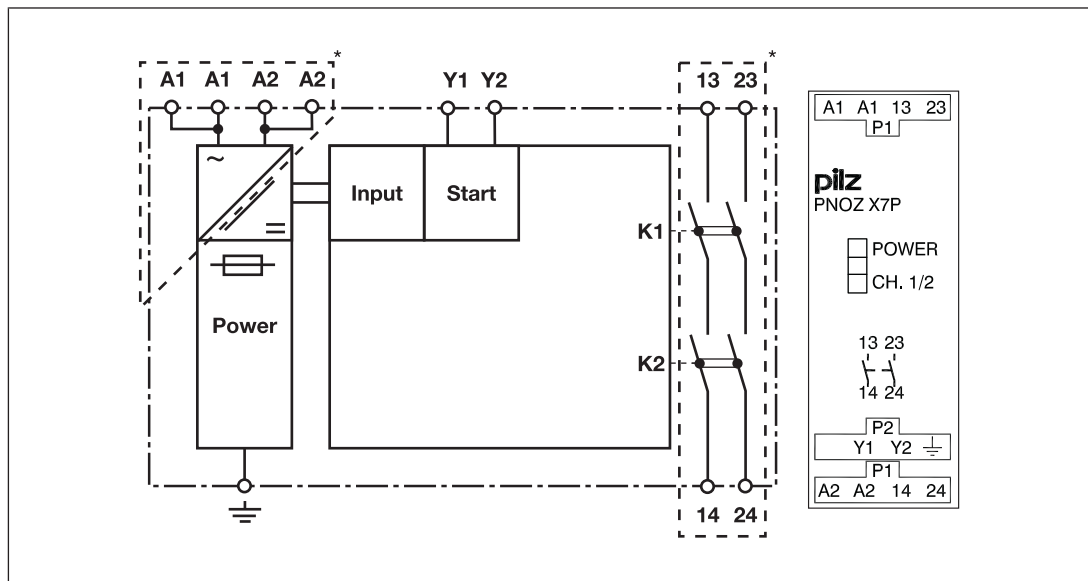 * *
A1 A1 A2 A2 Y1 Y2 13 23
~
Input Start
K1
Power
K2
14 24
A1 A1 13 23
P1
pilz
PNOZ X7P
POWER
CH. 1/2
13 23
14 24
P2
Y1 Y2
P1
A2 A2 14 24